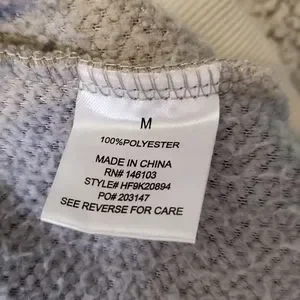 M
100%POLYESTER
MADE IN CHINA
RN# 146103
STYLE# HF9K20894
PO# 203147
SEE REVERSE FOR CARE